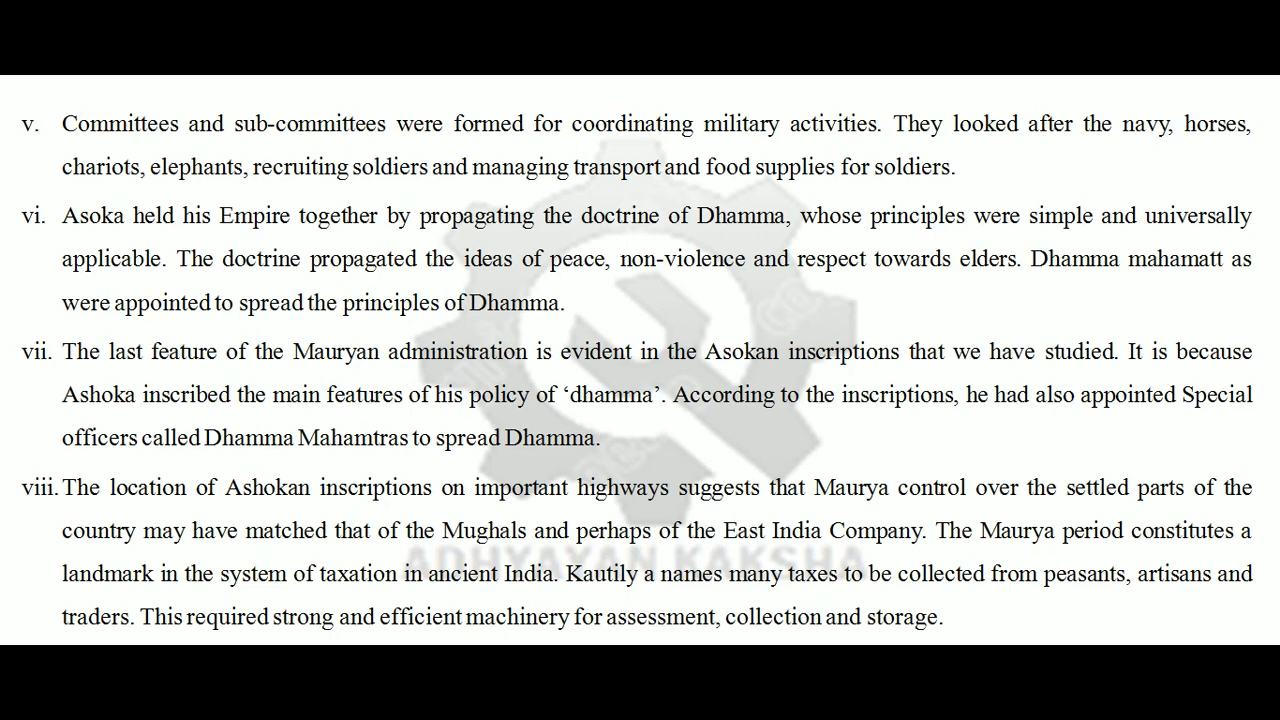 v. Committees and sub-committees were formed for coordinating military activities. They looked after the navy, horses,
chariots, elephants, recruiting soldiers and managing transport and food supplies for soldiers.
vi. Asoka held his Empire together by propagating the doctrine of Dhamma, whose principles were simple and universally
applicable. The doctrine propagated the ideas of peace, non-violence and respect towards elders. Dhamma mahamatt as
were appointed to spread the principles of Dhamma.
vii. The last feature of the Mauryan administration is evident in the Asokan inscriptions that we have studied. It is because
Ashoka inscribed the main features of his policy of ‘dhamma’. According to the inscriptions, he had also appointed Special
officers called Dhamma Mahamtras to spread Dhamma.
viii. The location of Ashokan inscriptions on important highways suggests that Maurya control over the settled parts of the
country may have matched that of the Mughals and perhaps of the East India Company. The Maurya period constitutes a
landmark in the system of taxation in ancient India. Kautily a names many taxes to be collected from peasants, artisans and
traders. This required strong and efficient machinery for assessment, collection and storage.
ADHYAYAN KAKSHA